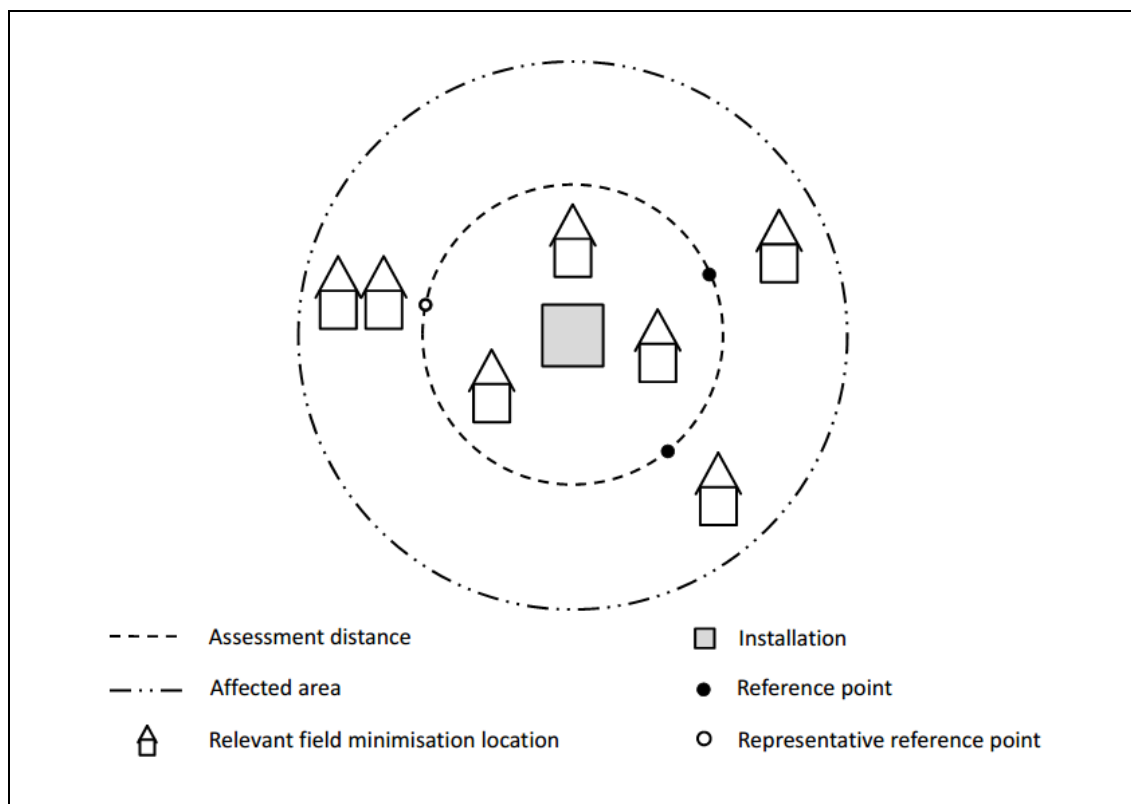 Assessment distance
Installation
Affected area
Reference point
Relevant field minimisation location
Representative reference point